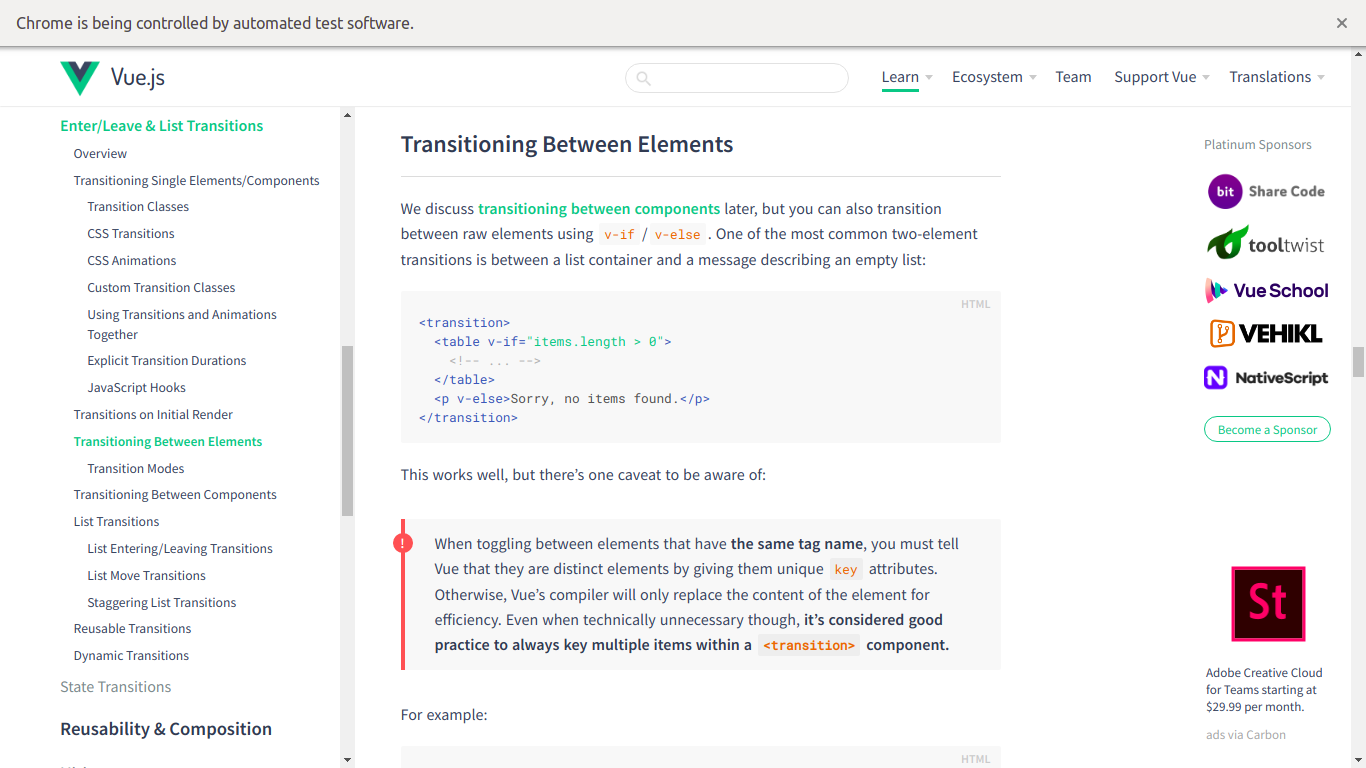 Chrome is being controlled by automated test software.
Vue.js
Learn
Ecosystem
Team
Support Vue
Translations
Enter/Leave & List Transitions
Overview
Transitioning Single Elements/Components
Transition Classes
CSS Transitions
CSS Animations
Custom Transition Classes
Using Transitions and Animations
Together
Explicit Transition Durations
JavaScript Hooks
Transitions on Initial Render
Transitioning Between Elements
Transition Modes
Transitioning Between Components
List Transitions
List Entering/Leaving Transitions
List Move Transitions
Staggering List Transitions
Reusable Transitions
Dynamic Transitions
State Transitions
Reusability & Composition
Transitioning Between Elements
We discuss transitioning between components later, but you can also transition
between raw elements using v-if / v-else . One of the most common two-element
transitions is between a list container and a message describing an empty list:
HTML
<transition>
<table v-if="items.length > 0">
<!-- ... -->
</table>
<p v-else>Sorry, no items found.</p>
</transition>
This works well, but there's one caveat to be aware of:
!
When toggling between elements that have the same tag name, you must tell
Vue that they are distinct elements by giving them unique key attributes.
Otherwise, Vue's compiler will only replace the content of the element for
efficiency. Even when technically unnecessary though, it's considered good
practice to always key multiple items within a <transition> component.
For example:
HTML
Platinum Sponsors
bit Share Code
tooltwist
Vue School
VEHIKL
NativeScript
Become a Sponsor
St
Adobe Creative Cloud
for Teams starting at
$29.99 per month.
ads via Carbon